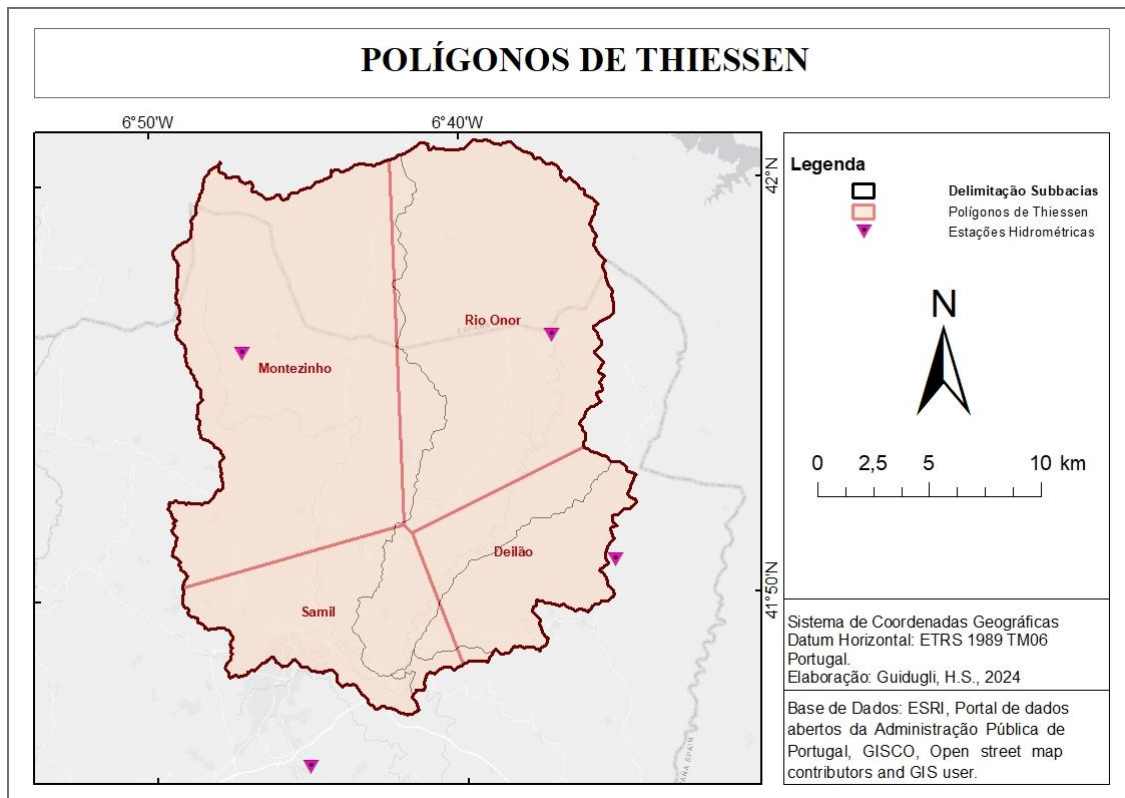 POLÍGONOS DE THIESSEN
6°50'W
6°40'W
42°N
41°50'N
Rio Onor
Montezinho
Deilão
Samil
Legenda
Delimitação Subbacias
Polígonos de Thiessen
Estações Hidrométricas
N
0 2,5 5 10 km
Sistema de Coordenadas Geográficas
Datum Horizontal: ETRS 1989 TM06
Portugal.
Elaboração: Guidugli, H.S., 2024
Base de Dados: ESRI, Portal de dados
abertos da Administração Pública de
Portugal, GISCO, Open street map
contributors and GIS user.